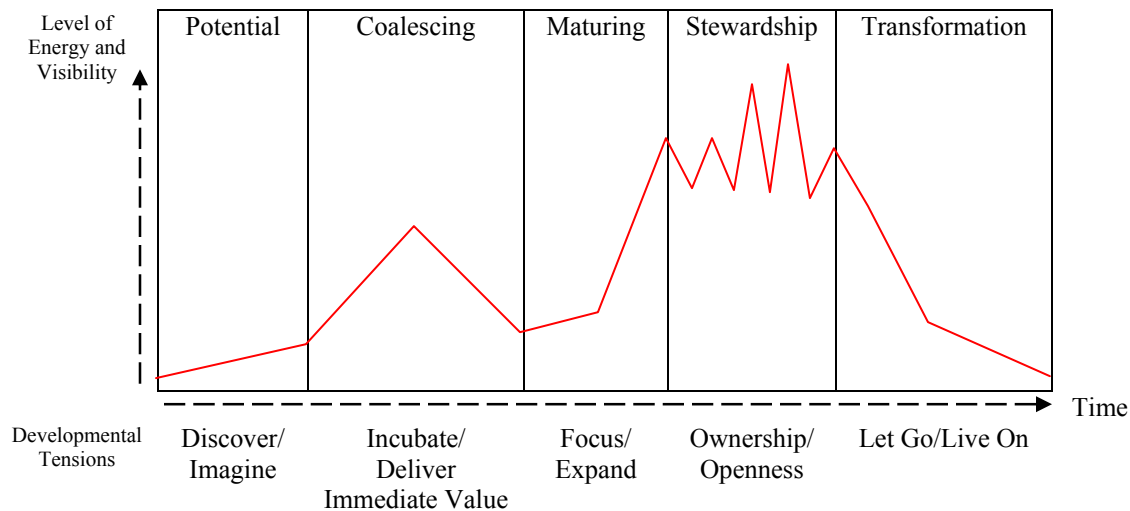 Level of
Energy and
Visibility
Potential
Coalescing
Maturing
Stewardship
Transformation
Time
Developmental
Tensions
Discover/
Imagine
Incubate/
Deliver
Immediate Value
Focus/
Expand
Ownership/
Openness
Let Go/Live On